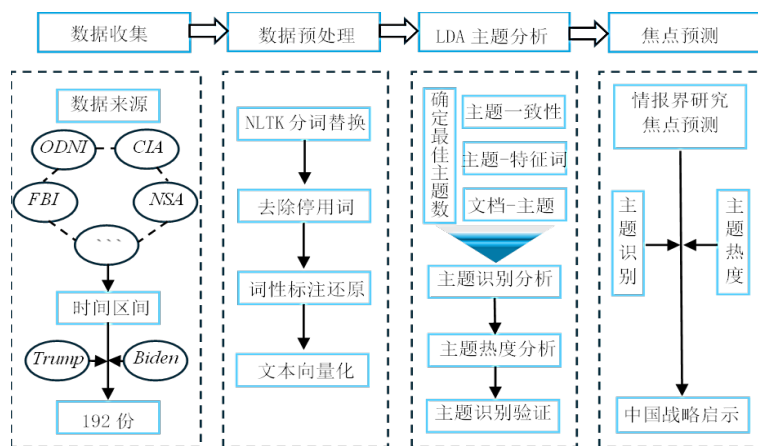 数据收集
数据预处理
LDA 主题分析
焦点预测
数据来源
ODNI
CIA
FBI
NSA
```
时间区间
Trump
Biden
192 份
NLTK 分词替换
去除停用词
词性标注还原
文本向量化
确定最佳主题数
主题一致性
主题-特征词
文档-主题
主题识别分析
主题热度分析
主题识别验证
情报界研究
焦点预测
主题识别
主题热度
中国战略启示